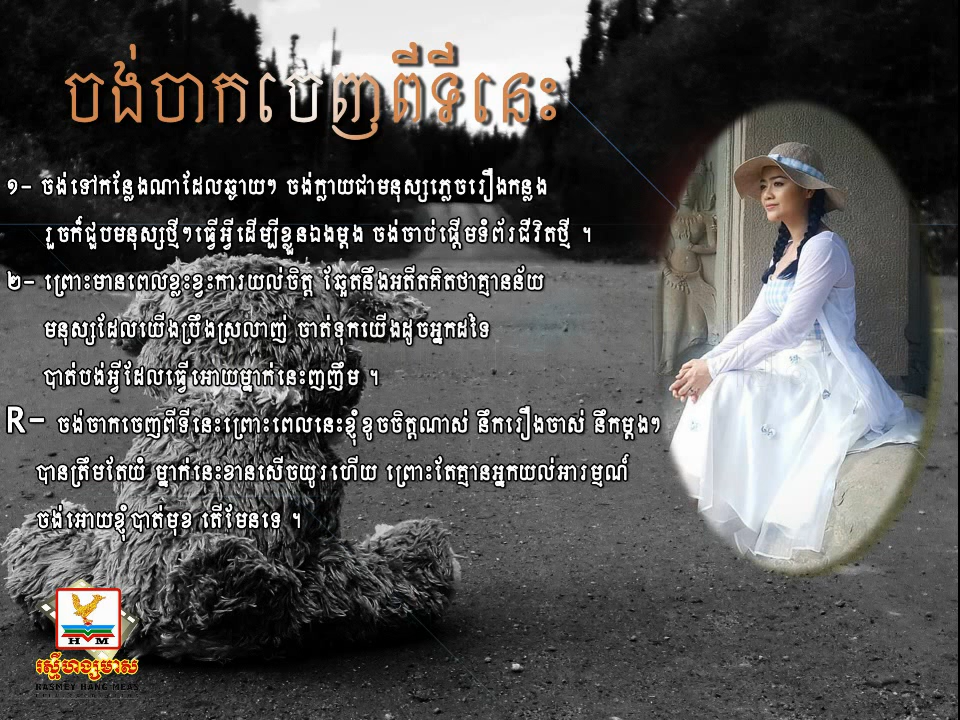 ចង់ចាកចេញពីទីនេះ
១- ចង់ទៅកន្លែងណាដែលឆ្ងាយៗ ចង់ក្លាយជាមនុស្សភ្លេចរឿងកន្លង
រួចក៏ជួបមនុស្សថ្មីៗធ្វើអ្វីដើម្បីខ្លួនឯងម្ដង ចង់ចាប់ផ្ដើមទំព័រជីវិតថ្មី ។
២- ព្រោះមានពេលខ្លះខ្វះការយល់ចិត្ត ឆ្អែតនឹងអតីតគិតថាគ្មានន័យ
មនុស្សដែលយើងប្រឹងស្រលាញ់ ចាត់ទុកយើងដូចអ្នកដទៃ
បាត់បង់អ្វីដែលធ្វើអោយម្នាក់នេះញញឹម ។
R- ចង់ចាកចេញពីទីនេះព្រោះពេលនេះខ្ញុំខូចចិត្តណាស់ នឹករឿងចាស់ នឹកម្ដងៗ
បានត្រឹមតែយំ ម្នាក់នេះខានសើចយូរហើយ ព្រោះតែគ្មានអ្នកយល់អារម្មណ៍
ចង់អោយខ្ញុំបាត់មុខ តើមែនទេ ។
H M
រស្មីហង្សមាស
RASMEY HANG MEAS